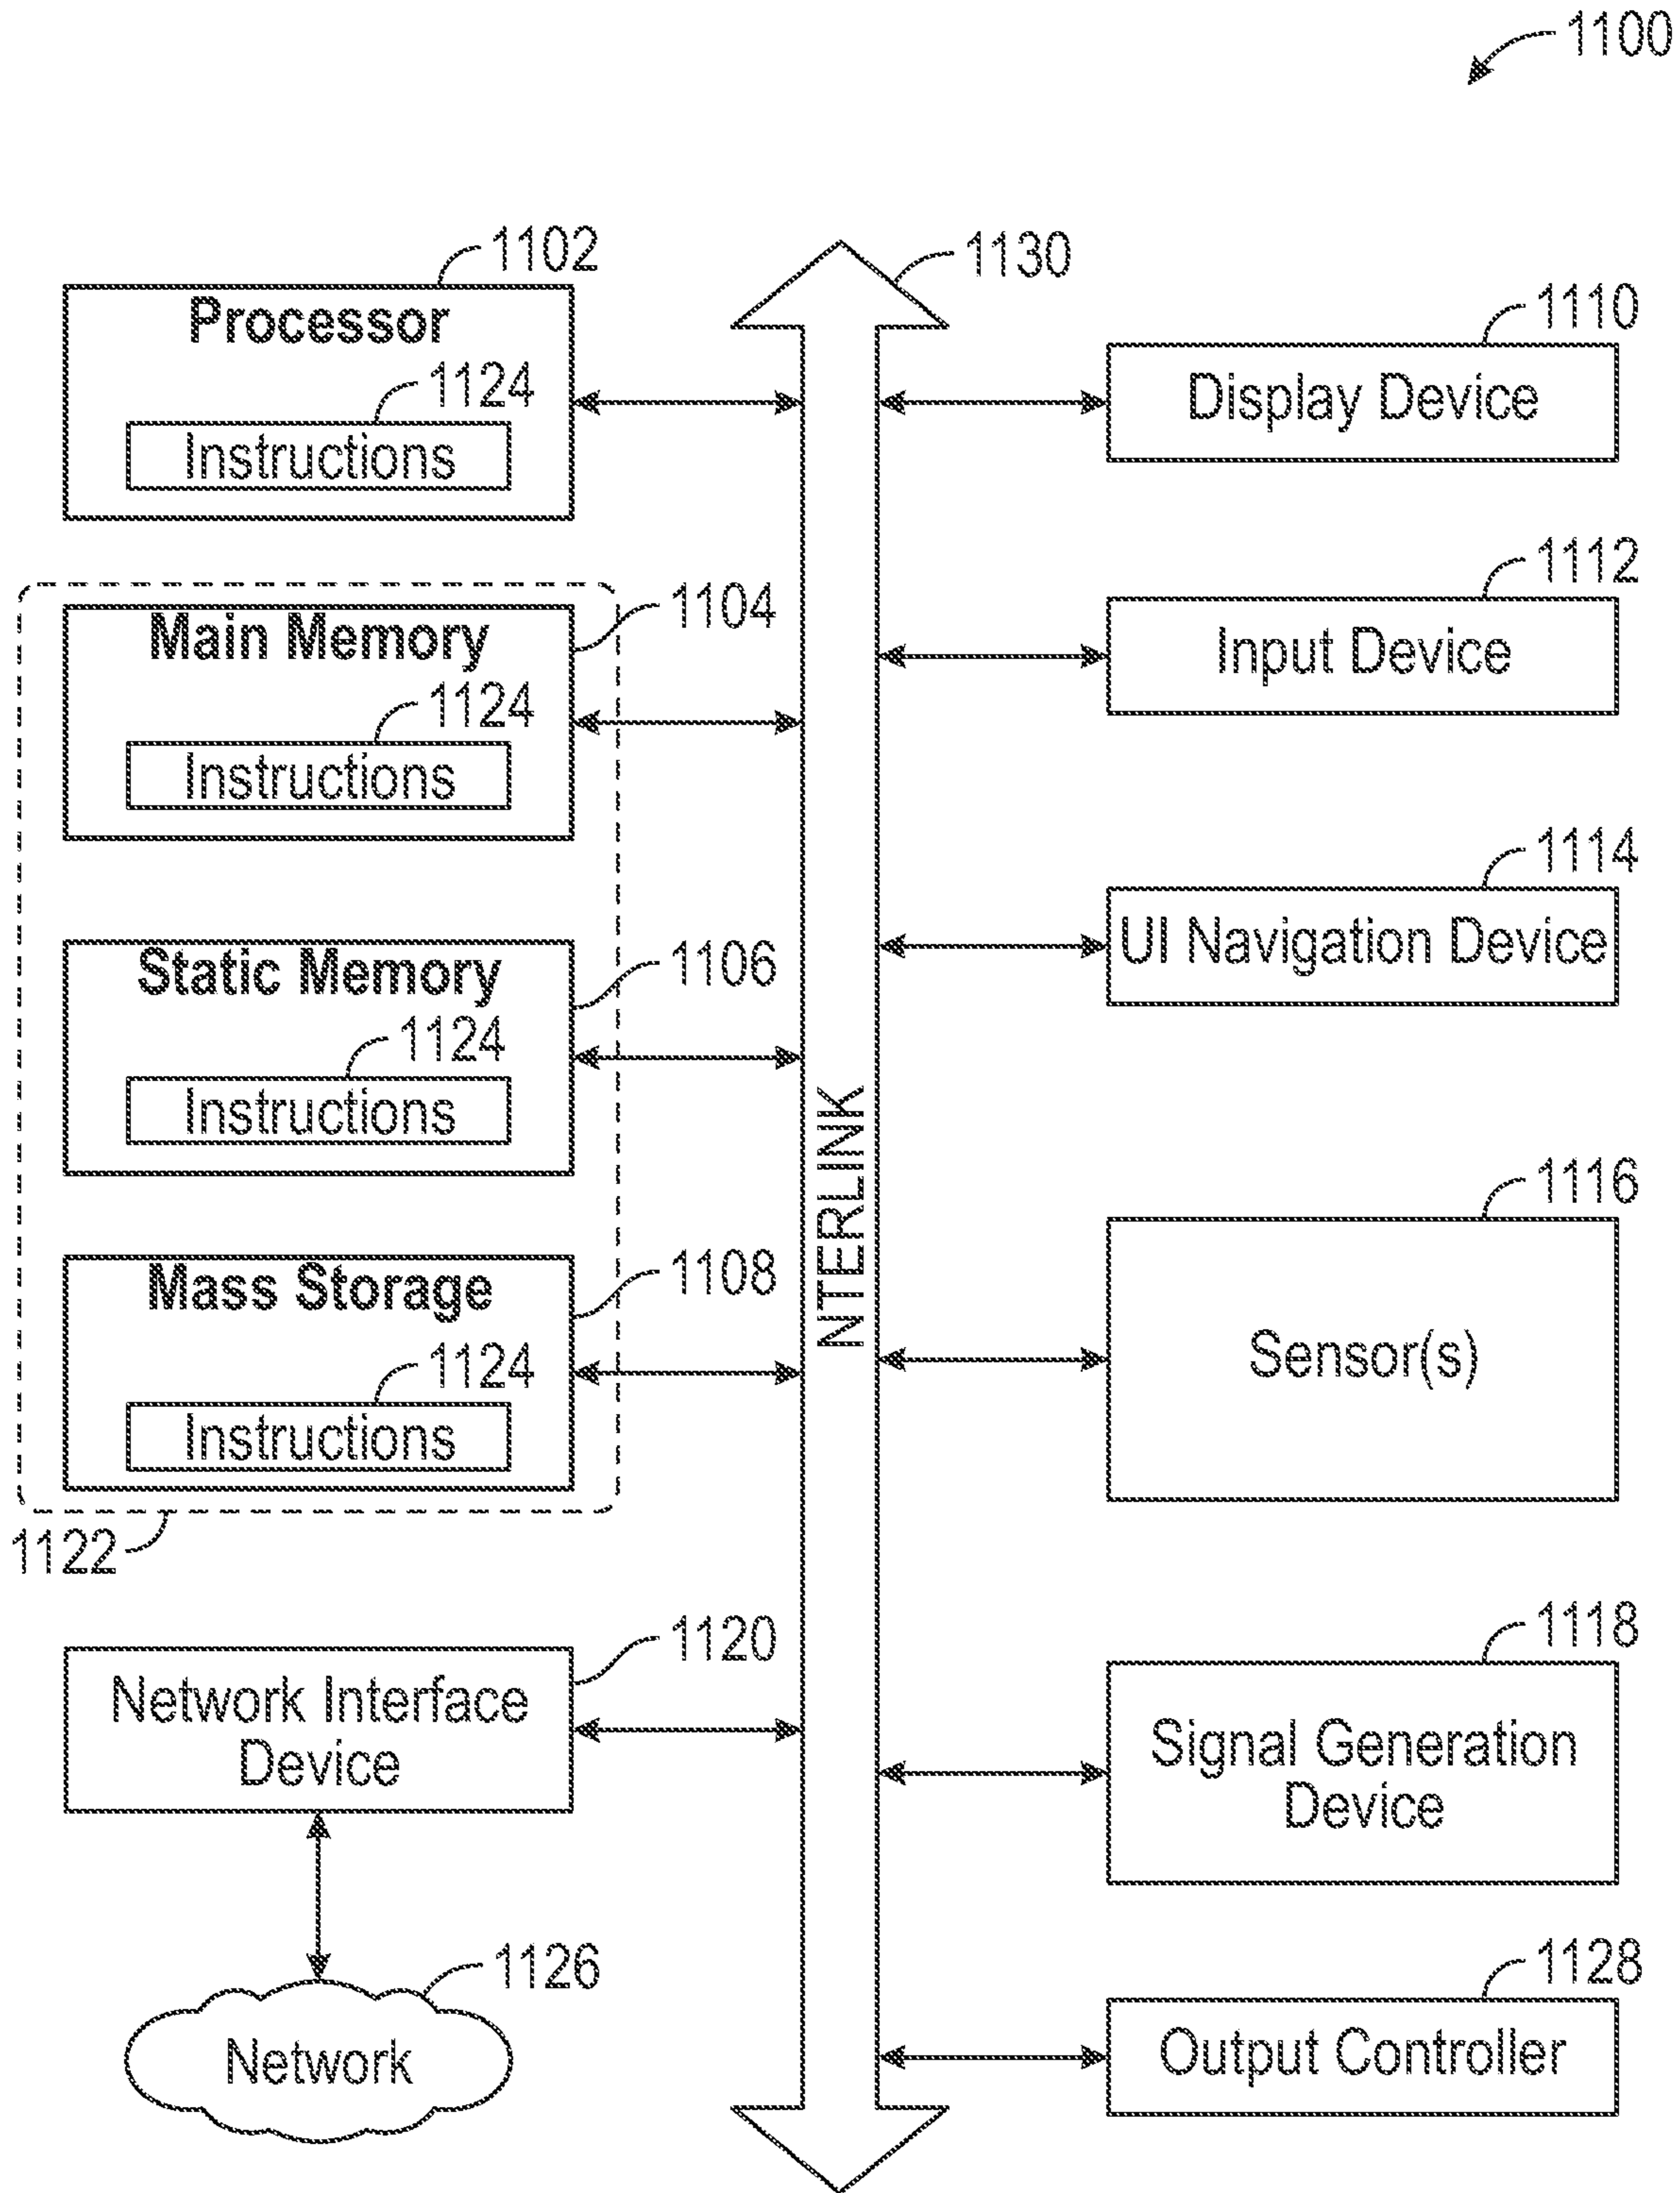 1100
1102
Processor
1124
Instructions
1104
Main Memory
1124
Instructions
1106
Static Memory
1124
Instructions
1108
Mass Storage
1124
Instructions
1122
1120
Network Interface
Device
1126
Network
1130
INTERLINK
1110
Display Device
1112
Input Device
1114
UI Navigation Device
1116
Sensor(s)
1118
Signal Generation
Device
1128
Output Controller